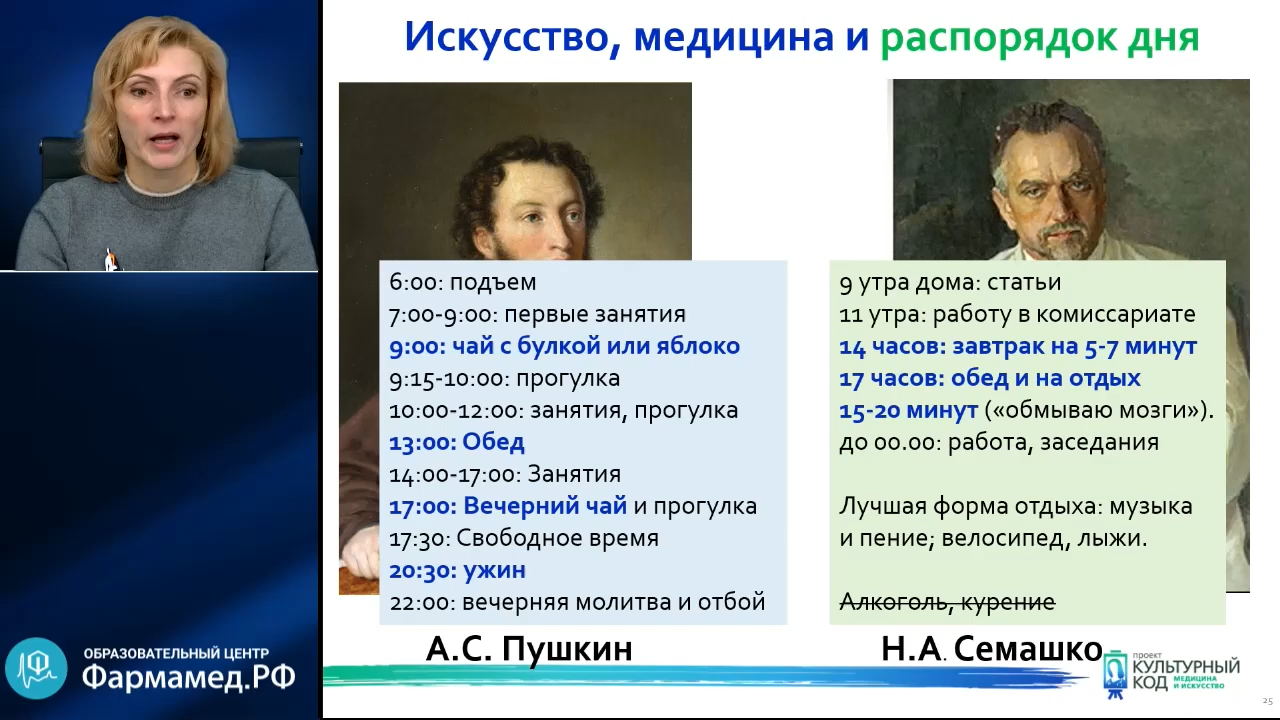 Искусство, медицина и распорядок дня
6:00: подъем
7:00-9:00: первые занятия
9:00: чай с булкой или яблоко
9:15-10:00: прогулка
10:00-12:00: занятия, прогулка
13:00: Обед
14:00-17:00: Занятия
17:00: Вечерний чай и прогулка
17:30: Свободное время
20:30: ужин
22:00: вечерняя молитва и отбой
А.С. Пушкин
9 утра дома: статьи
11 утра: работу в комиссариате
14 часов: завтрак на 5-7 минут
17 часов: обед и на отдых
15-20 минут («обмываю мозги»).
до 00.00: работа, заседания
Лучшая форма отдыха: музыка
и пение; велосипед, лыжи.
Алкоголь, курение
Н.А. Семашко
ОБРАЗОВАТЕЛЬНЫЙ ЦЕНТР
Фармамед.РФ
проект
КУЛЬТУРНЫЙ
КОД МЕДИЦИНА
И ИСКУССТВО
25